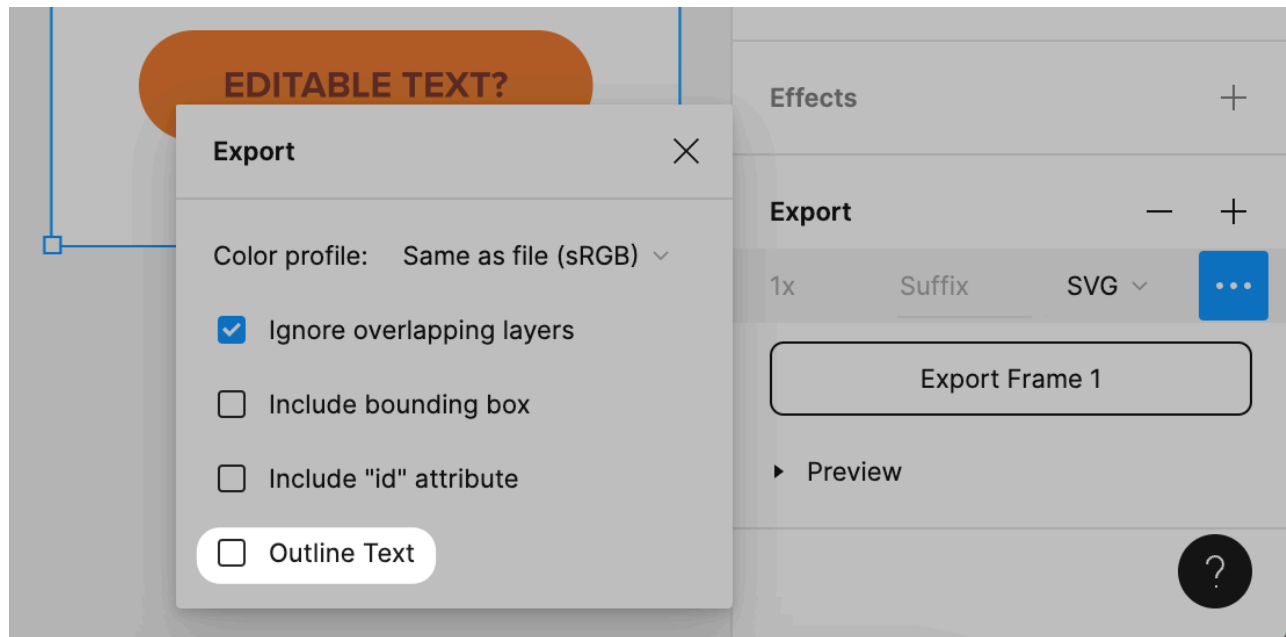 EDITABLE TEXT?
Export
Color profile: Same as file (sRGB)
Ignore overlapping layers
Include bounding box
Include "id" attribute
Outline Text
Effects
Export
1x Suffix SVG
Export Frame 1
Preview
?